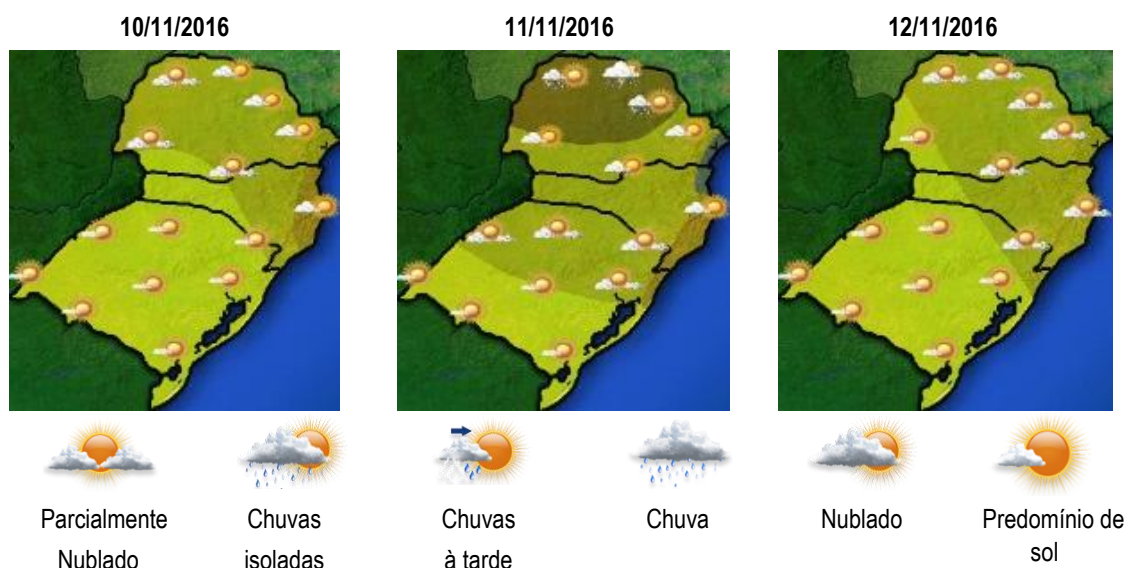 10/11/2016
11/11/2016
12/11/2016
Parcialmente
Nublado
Chuvas
isoladas
Chuvas
à tarde
Chuva
Nublado
Predomínio de
sol